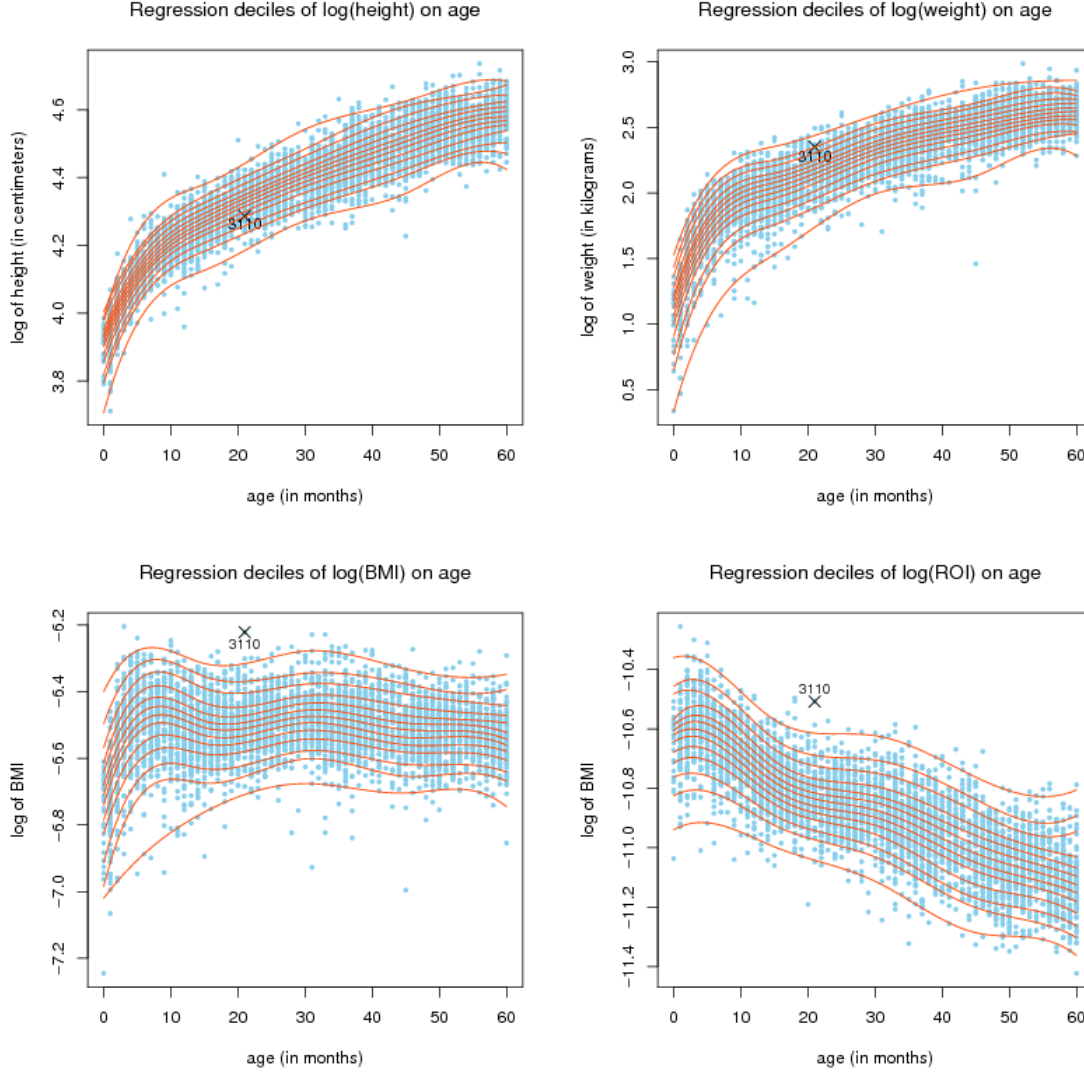 Regression deciles of log(height) on age
log of height (in centimeters)
4.6
4.4
4.2
4.0
3.8
3110
0 10 20 30 40 50 60
age (in months)
Regression deciles of log(weight) on age
log of weight (in kilograms)
3.0
2.5
2.0
1.5
1.0
0.5
3110
0 10 20 30 40 50 60
age (in months)
Regression deciles of log(BMI) on age
log of BMI
−6.2
−6.4
−6.6
−6.8
−7.0
−7.2
3110
0 10 20 30 40 50 60
age (in months)
Regression deciles of log(ROI) on age
log of BMI
−10.4
−10.6
−10.8
−11.0
−11.2
−11.4
3110
0 10 20 30 40 50 60
age (in months)